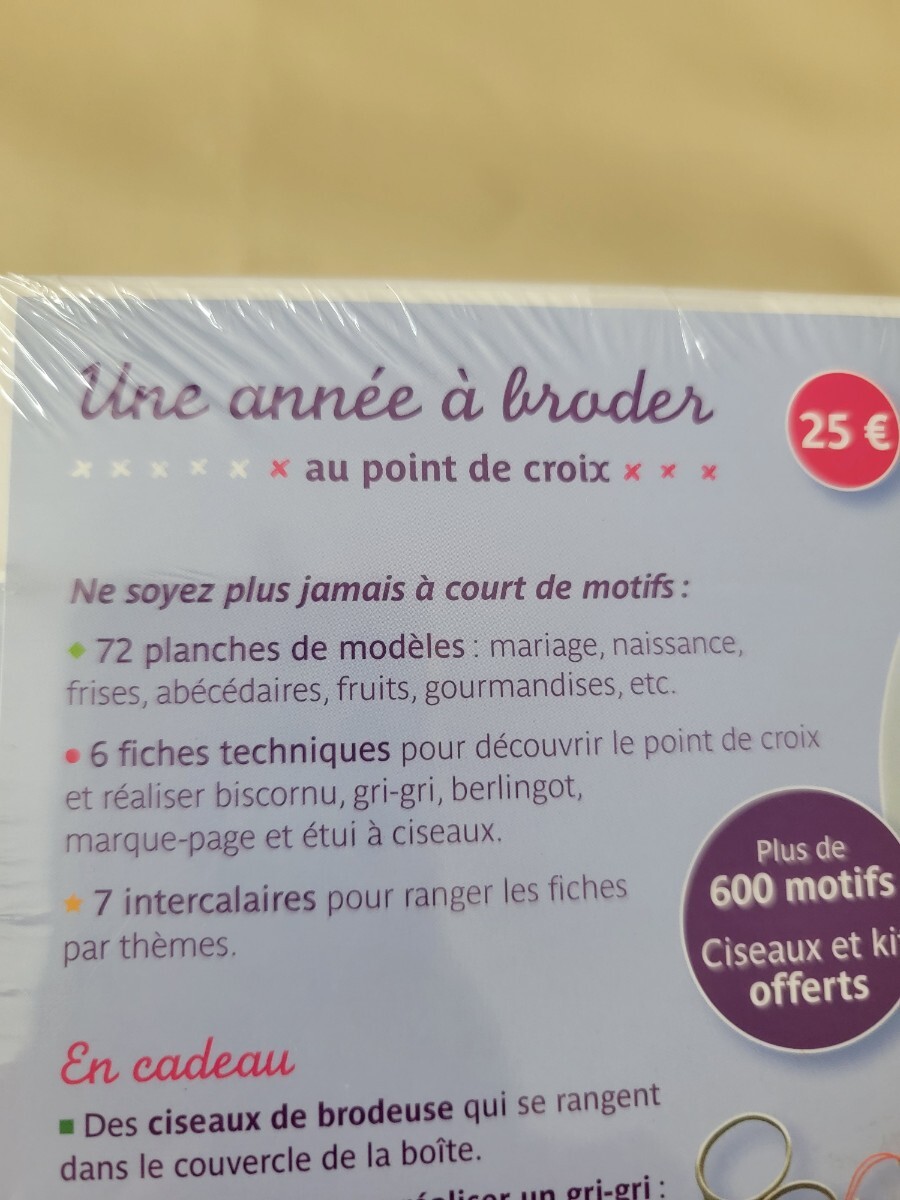 Une année à broder
25 €
au point de croix
Ne soyez plus jamais à court de motifs :
72 planches de modèles : mariage, naissance,
frises, abécédaires, fruits, gourmandises, etc.
6 fiches techniques pour découvrir le point de croix
et réaliser biscornu, gri-gri, berlingot,
marque-page et étui à ciseaux.
7 intercalaires pour ranger les fiches
par thèmes.
Plus de
600 motifs
Ciseaux et
offerts
En cadeau
Des ciseaux de brodeuse qui se rangent
dans le couvercle de la boîte.
un gri-gri :